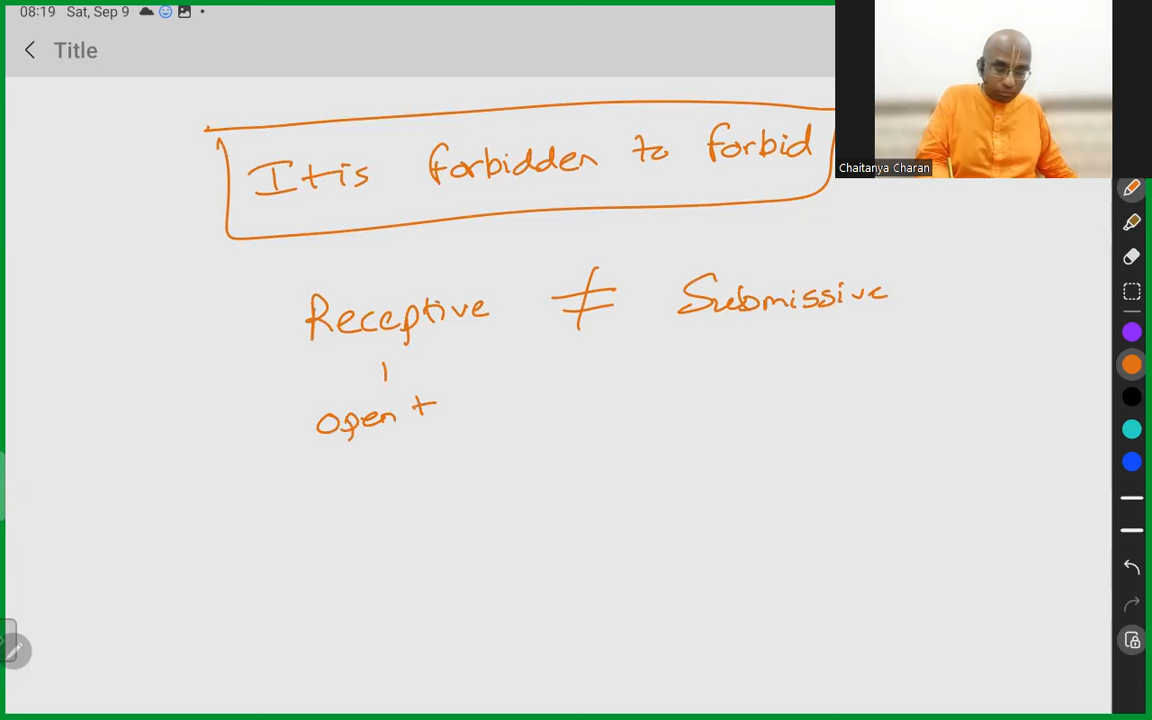 08:19 Sat, Sep 9
Title
It is forbidden to forbid
Chaitanya Charan
Receptive ≠ Submissive
open t